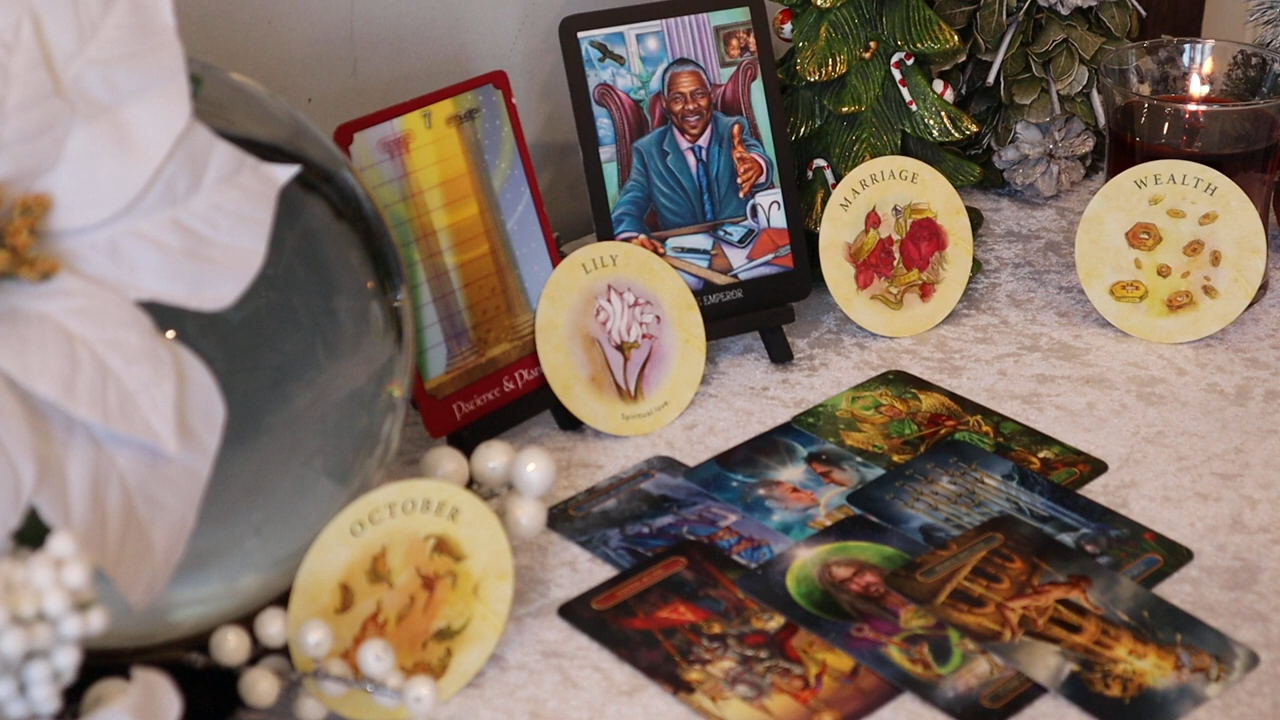 7
Patience & Plan
EMPEROR
LILY
Spiritual love
MARRIAGE
WEALTH
OCTOBER